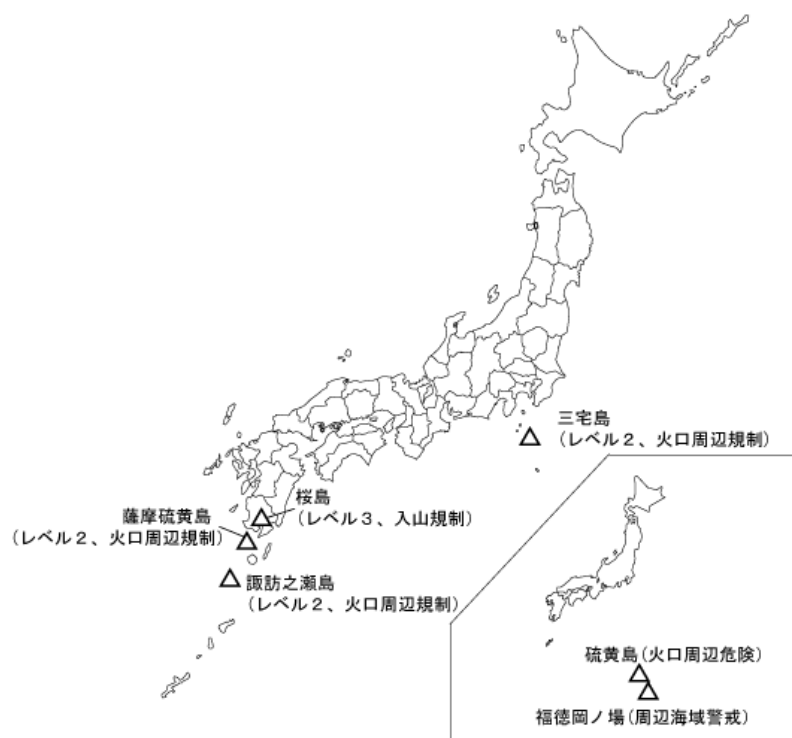 三宅島
(レベル2、火口周辺規制)
桜島
(レベル3、入山規制)
薩摩硫黄島
(レベル2、火口周辺規制)
諏訪之瀬島
(レベル2、火口周辺規制)
硫黄島(火口周辺危険)
福徳岡ノ場(周辺海域警戒)